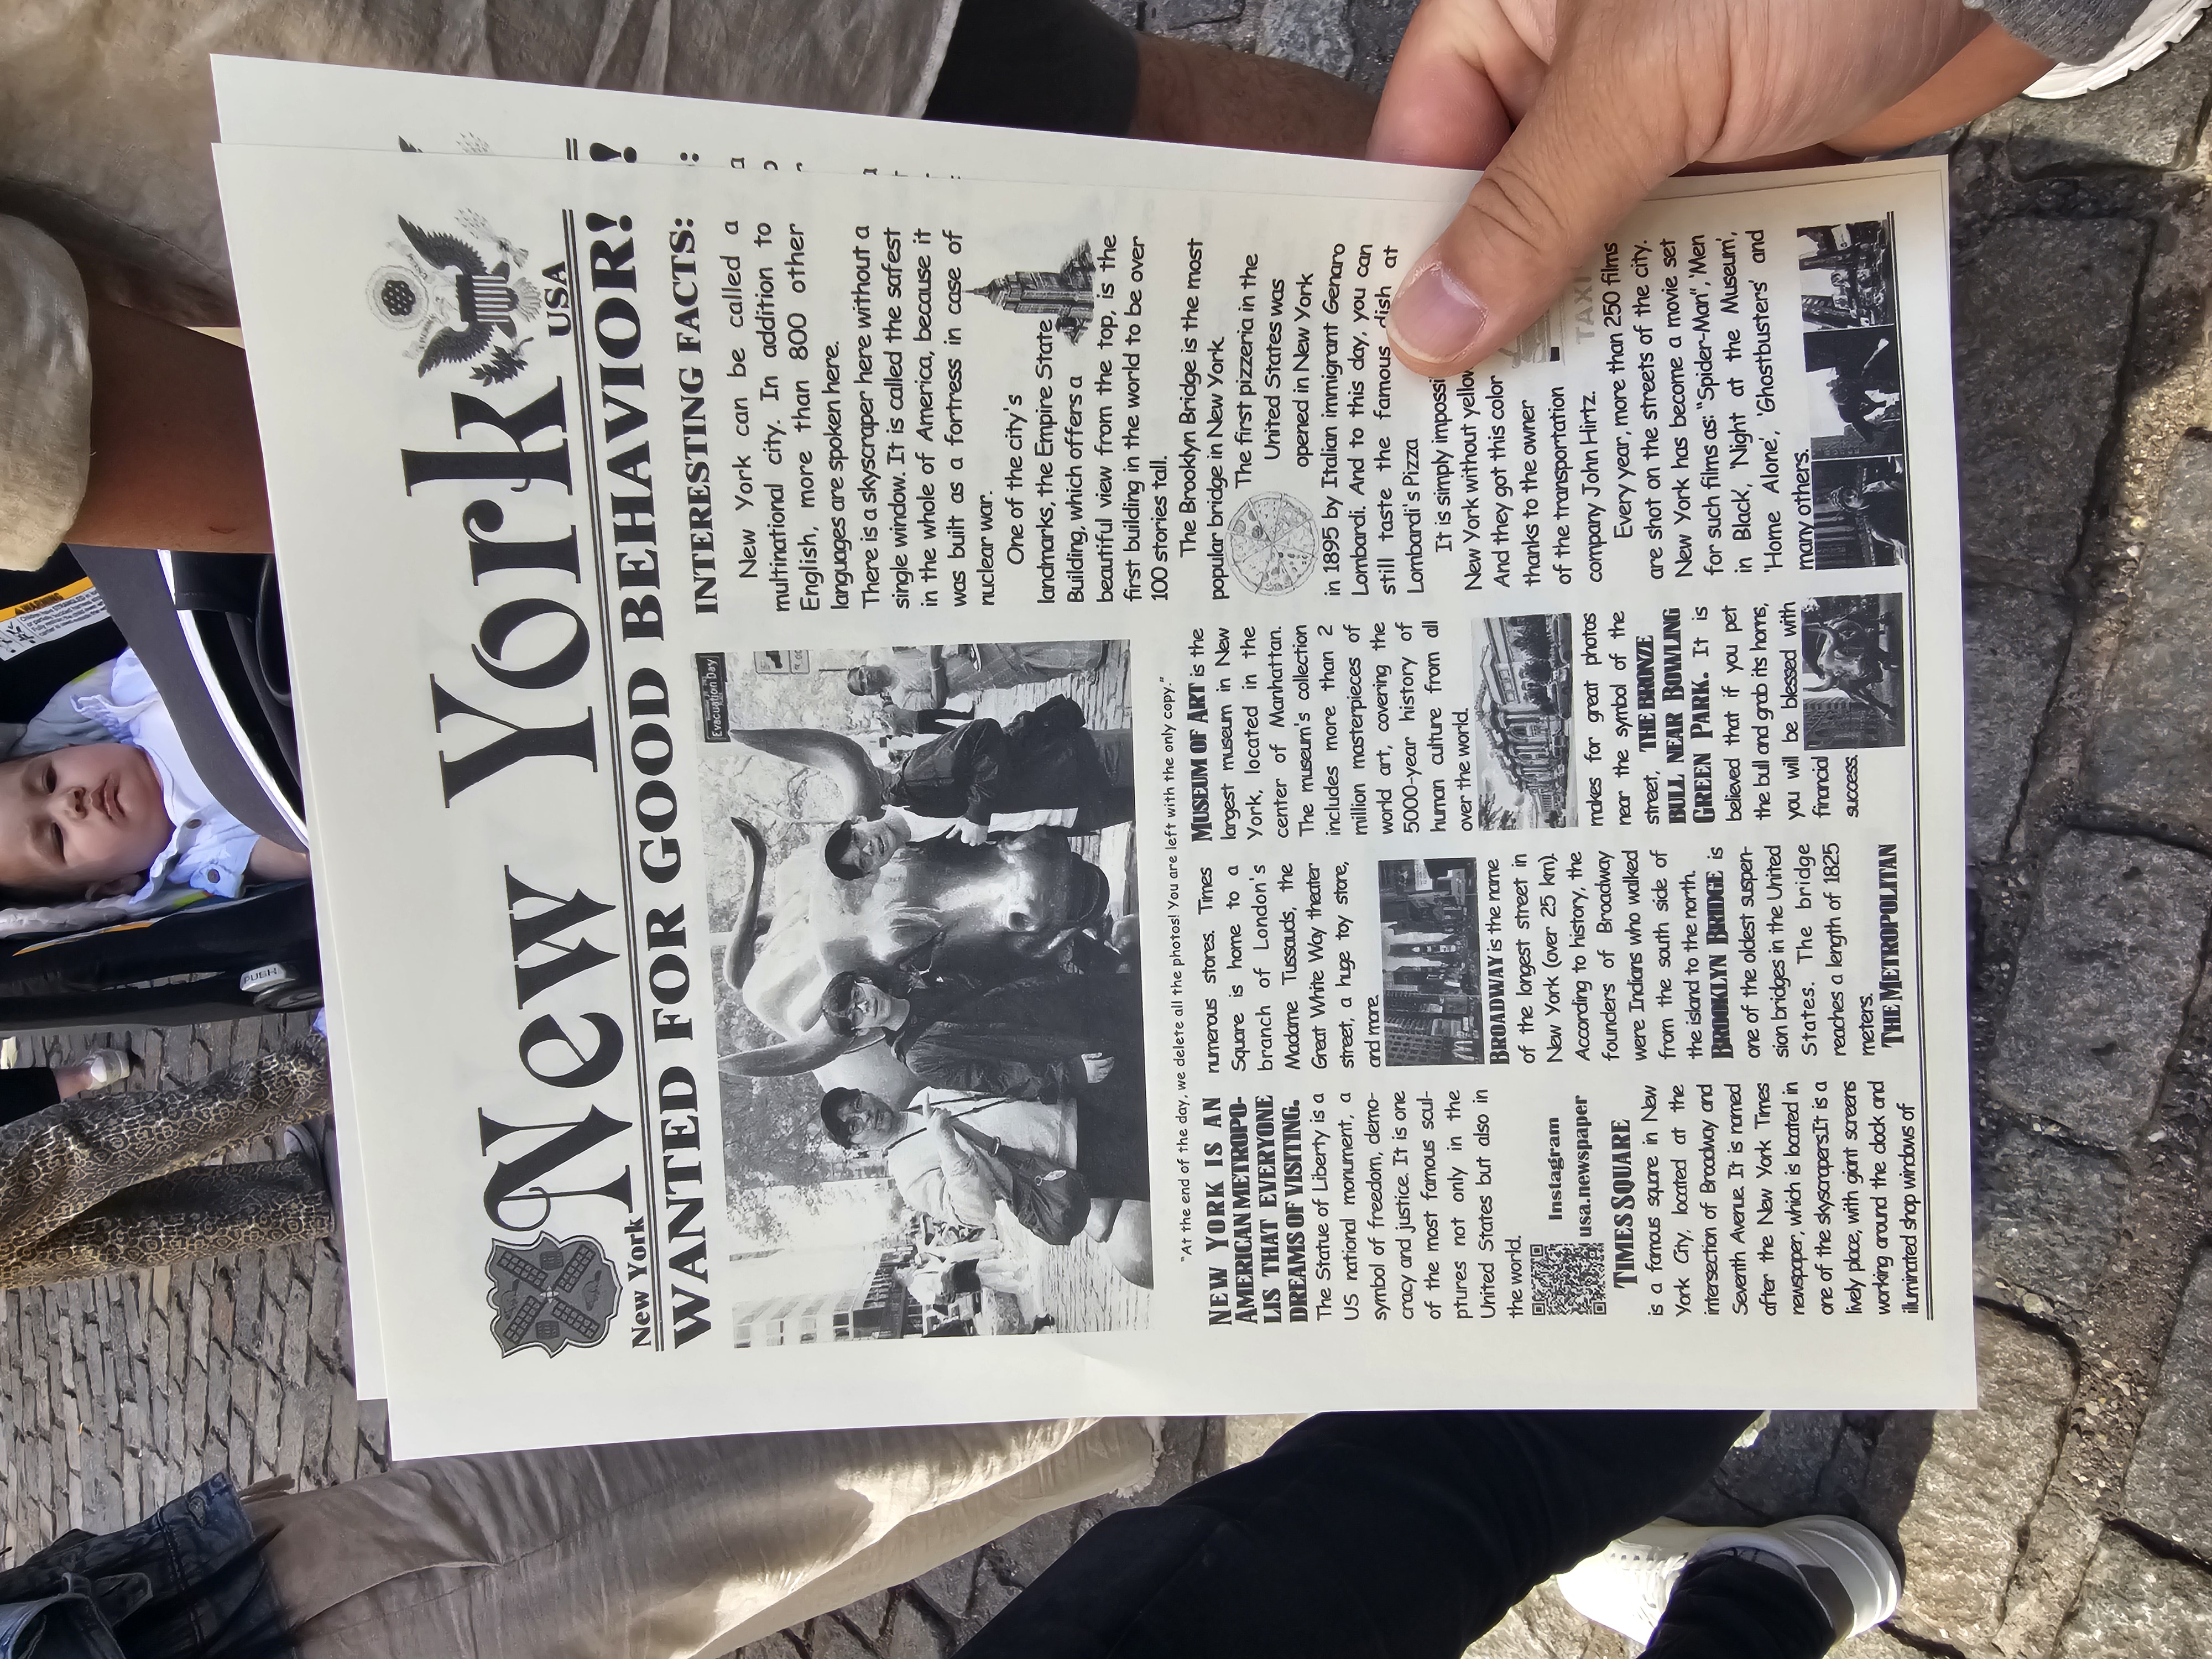 New York
New York
USA
WANTED FOR GOOD BEHAVIOR!
Evacuation Day
"At the end of the day, we delete all the photos! You are left with the only copy."
NEW YORK IS AN
AMERICAN METROPO-
LIS THAT EVERYONE
DREAMS OF VISITING.
The Statue of Liberty is a
US national monument, a
symbol of freedom, demo-
cracy and justice. It is one
of the most famous scul-
ptures not only in the
United States but also in
the world.
Instagram
usa.newspaper
TIMES SQUARE
is a famous square in New
York City, located at the
intersection of Broadway and
Seventh Avenue. It is named
after the New York Times
newspaper, which is located in
one of the skyscrapers.It is a
lively place, with giant screens
working around the clock and
illuminated shop windows of
numerous stores. Times
Square is home to a
branch of London's
Madame Tussauds, the
Great White Way theater
street, a huge toy store,
and more.
BROADWAY is the name
of the longest street in
New York (over 25 km).
According to history, the
founders of Broadway
were Indians who walked
from the south side of
the island to the north.
BROOKLYN BRIDGE is
one of the oldest suspen-
sion bridges in the United
States. The bridge
reaches a length of 1825
meters.
THE METROPOLITAN
MUSEUM OF ART is the
largest museum in New
York, located in the
center of Manhattan.
The museum's collection
includes more than 2
million masterpieces of
world art, covering the
5000-year history of
human culture from all
over the world.
makes for great photos
near the symbol of the
street, THE BRONZE
BULL NEAR BOWLING
GREEN PARK. It is
believed that if you pet
the bull and grab its horns,
you will be blessed with
financial
success.
INTERESTING FACTS:
New York can be called a
multinational city. In addition to
English, more than 800 other
languages are spoken here.
There is a skyscraper here without a
single window. It is called the safest
in the whole of America, because it
was built as a fortress in case of
nuclear war.
One of the city's
landmarks, the Empire State
Building, which offers a
beautiful view from the top, is the
first building in the world to be over
100 stories tall.
The Brooklyn Bridge is the most
popular bridge in New York
The first pizzeria in the
United States was
opened in New York
in 1895 by Italian immigrant Genaro
Lombardi. And to this day, you can
still taste the famous dish at
Lombardi's Pizza
It is simply
New York without
And they got this color
thanks to the owner
of the transportation
company John Hirtz.
TAXI
Every year, more than 250 films
are shot on the streets of the city.
New York has become a movie set
for such films as: "Spider-Man", 'Men
in Black', 'Night at the Museum',
'Home Alone', 'Ghostbusters' and
many others.
WARNING
PUSH